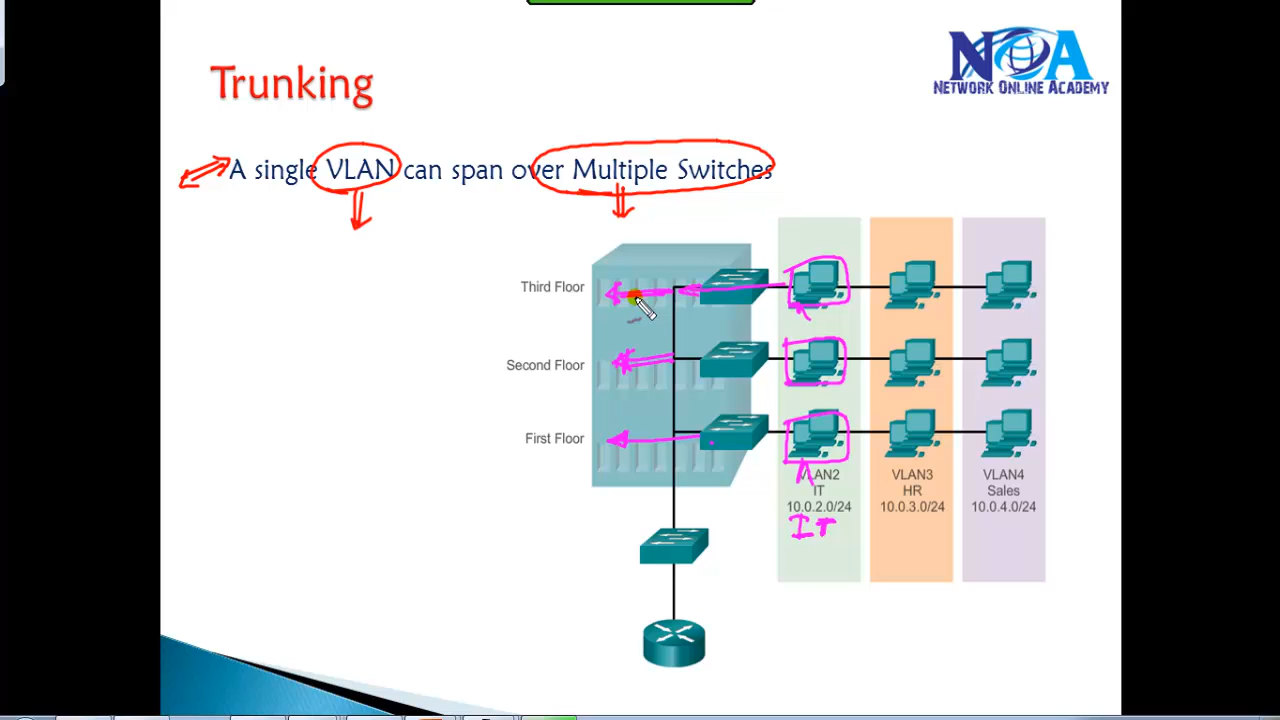 Trunking
NOA
NETWORK ONLINE ACADEMY
A single VLAN can span over Multiple Switches
Third Floor
Second Floor
First Floor
VLAN2
IT
10.0.2.0/24
VLAN3
HR
10.0.3.0/24
VLAN4
Sales
10.0.4.0/24
IT